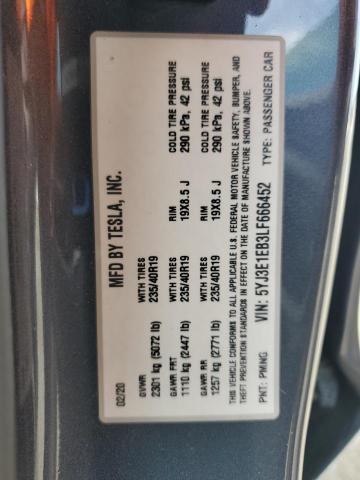 MFD BY TESLA, INC.
02/20
GVWR
2301 kg (5072 lb)
WITH TIRES
235/40R19
RIM
19X8.5 J
COLD TIRE PRESSURE
290 kPa, 42 psi
GAWR FRT
1110 kg (2447 lb)
WITH TIRES
235/40R19
RIM
19X8.5 J
COLD TIRE PRESSURE
290 kPa, 42 psi
GAWR RR
1257 kg (2771 lb)
THIS VEHICLE CONFORMS TO ALL APPLICABLE U.S. FEDERAL MOTOR VEHICLE SAFETY, BUMPER, AND
THEFT PREVENTION STANDARDS IN EFFECT ON THE DATE OF MANUFACTURE SHOWN ABOVE.
VIN: 5YJ3E1EB3LF666452
PNT: PMNG
TYPE: PASSENGER CAR